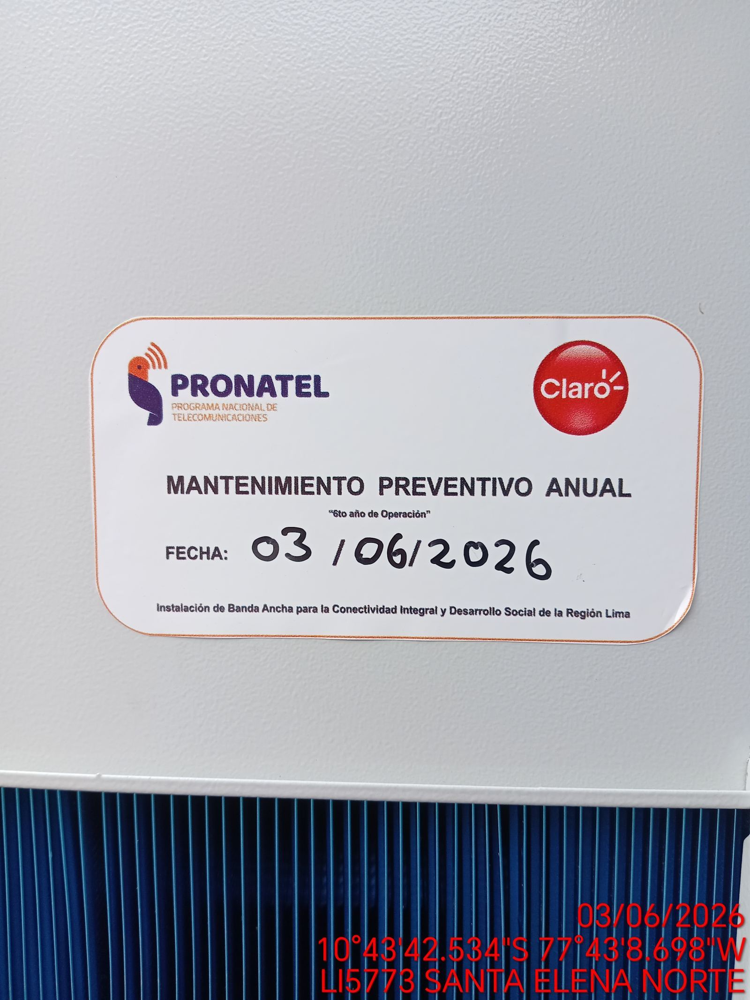 PRONATEL
PROGRAMA NACIONAL DE
TELECOMUNICACIONES
Claro
MANTENIMIENTO PREVENTIVO ANUAL
"6to año de Operación"
FECHA: 03/06/2026
Instalación de Banda Ancha para la Conectividad Integral y Desarrollo Social de la Región Lima
03/06/2026
10°43'42.534"S 77°43'8.698"W
LI5773 SANTA ELENA NORTE